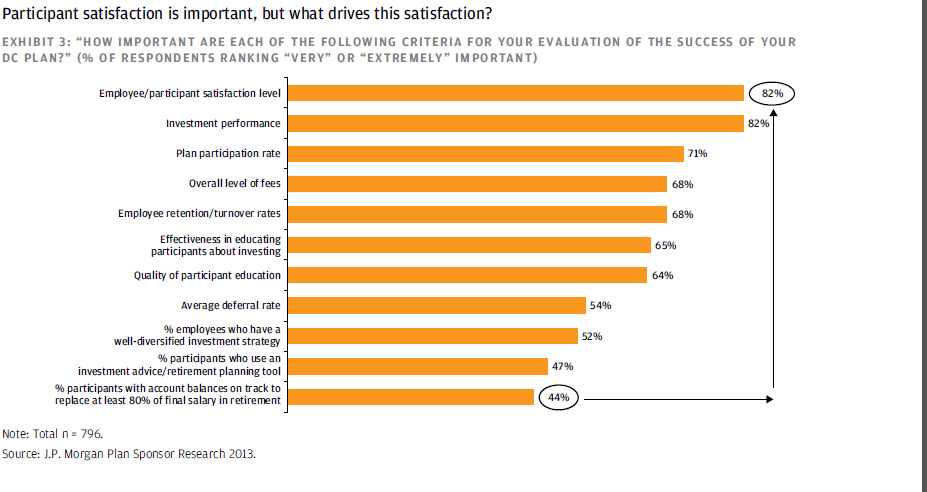 Participant satisfaction is important, but what drives this satisfaction?
EXHIBIT 3: “HOW IMPORTANT ARE EACH OF THE FOLLOWING CRITERIA FOR YOUR EVALUATION OF THE SUCCESS OF YOUR
DC PLAN?” (% OF RESPONDENTS RANKING “VERY” OR “EXTREMELY” IMPORTANT)
Employee/participant satisfaction level 82%
Investment performance 82%
Plan participation rate 71%
Overall level of fees 68%
Employee retention/turnover rates 68%
Effectiveness in educating
participants about investing 65%
Quality of participant education 64%
Average deferral rate 54%
% employees who have a
well-diversified investment strategy 52%
% participants who use an
investment advice/retirement planning tool 47%
% participants with account balances on track to
replace at least 80% of final salary in retirement 44%
Note: Total n = 796.
Source: J.P. Morgan Plan Sponsor Research 2013.